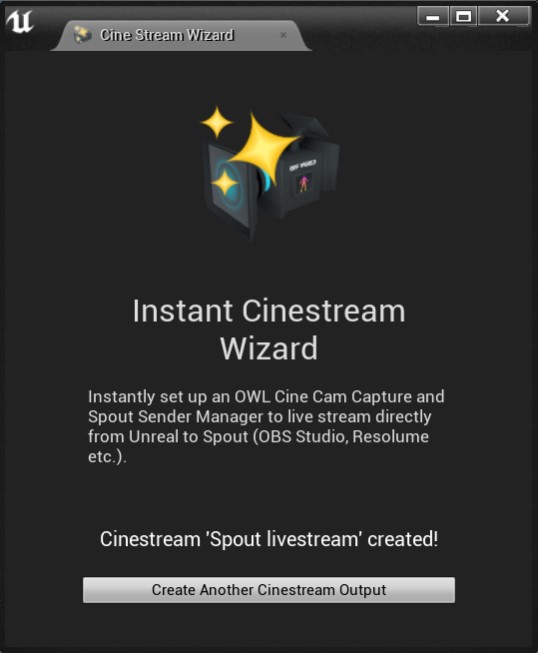 Cine Stream Wizard
Instant Cinestream
Wizard
Instantly set up an OWL Cine Cam Capture and
Spout Sender Manager to live stream directly
from Unreal to Spout (OBS Studio, Resolume
etc.).
Cinestream 'Spout livestream' created!
Create Another Cinestream Output